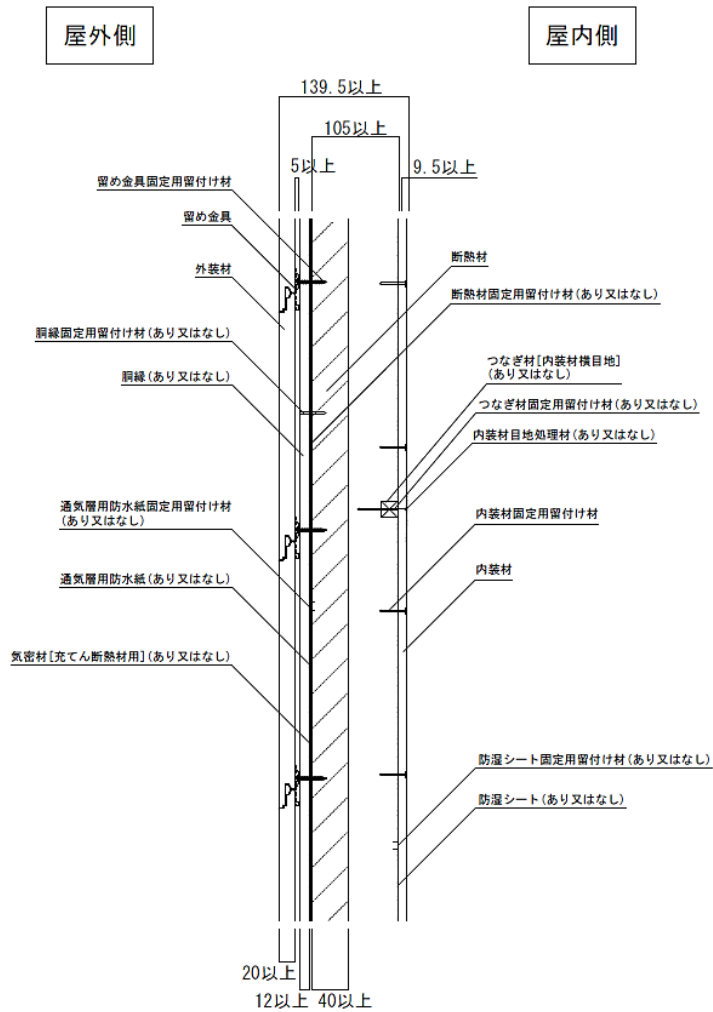 屋外側
屋内側
139.5以上
105以上
5以上
9.5以上
留め金具固定用留付け材
留め金具
外装材
胴縁固定用留付け材(あり又はなし)
胴縁(あり又はなし)
通気層用防水紙固定用留付け材
(あり又はなし)
通気層用防水紙(あり又はなし)
気密材[充てん断熱材用](あり又はなし)
断熱材
断熱材固定用留付け材(あり又はなし)
つなぎ材[内装材横目地]
(あり又はなし)
つなぎ材固定用留付け材(あり又はなし)
内装材目地処理材(あり又はなし)
内装材固定用留付け材
内装材
防湿シート固定用留付け材(あり又はなし)
防湿シート(あり又はなし)
20以上
12以上
40以上